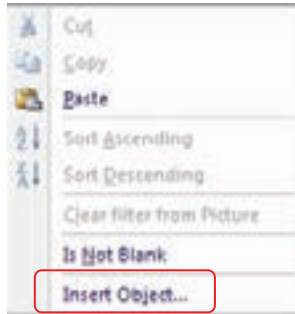 Cut
Copy
Paste
Sort Ascending
Sort Descending
Clear filter from Picture
Is Not Blank
Insert Object...